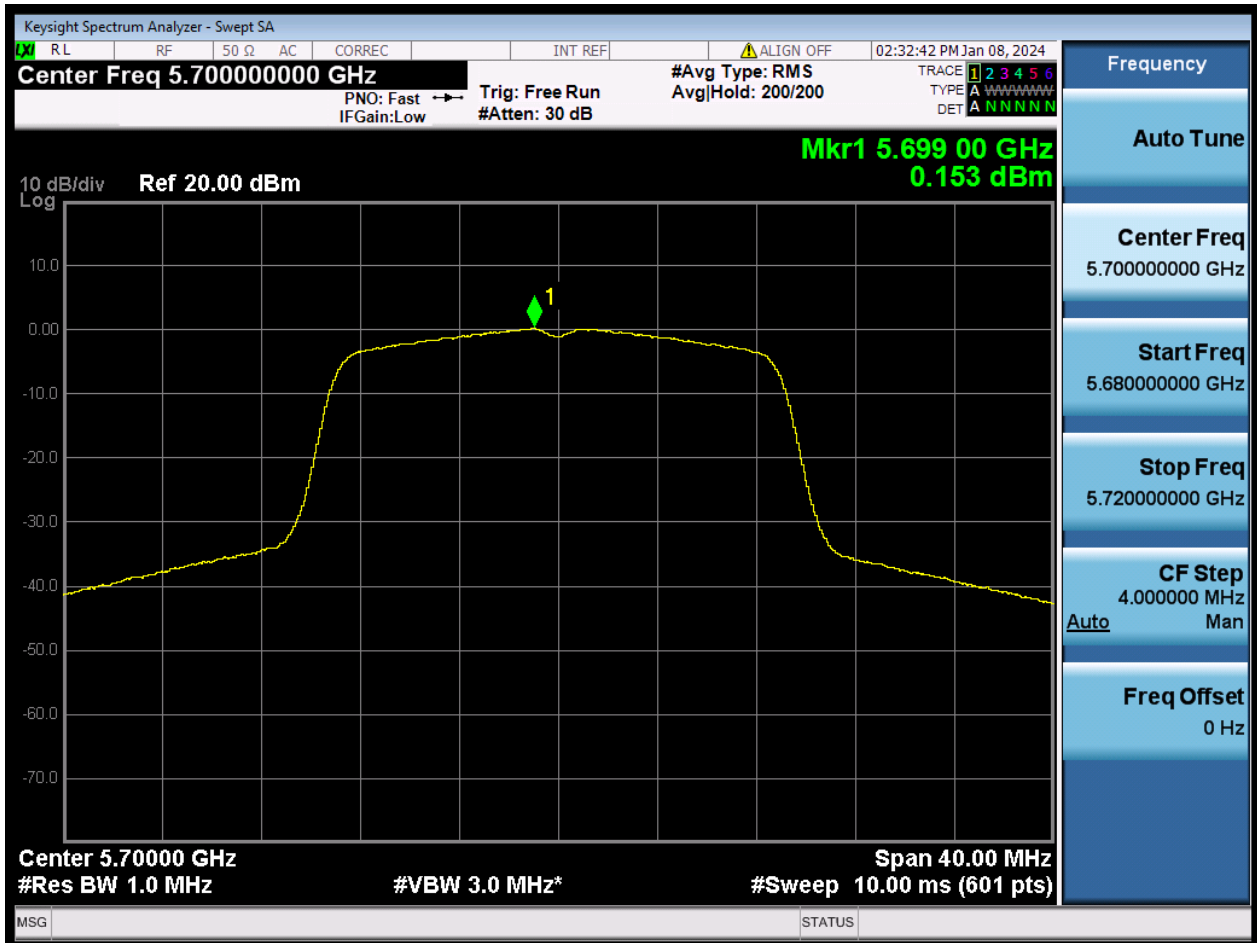 Keysight Spectrum Analyzer - Swept SA
LXI RL RF 50 Ω AC CORREC INT REF ALIGN OFF 02:32:42 PM Jan 08, 2024
Center Freq 5.700000000 GHz
PNO: Fast
IFGain:Low
Trig: Free Run
#Atten: 30 dB
#Avg Type: RMS
Avg|Hold: 200/200
TRACE 1 2 3 4 5 6
TYPE A WWWWW
DET A N N N N N
Mkr1 5.699 00 GHz
0.153 dBm
10 dB/div Ref 20.00 dBm
Log
1
10.0
0.00
-10.0
-20.0
-30.0
-40.0
-50.0
-60.0
-70.0
Center 5.70000 GHz Span 40.00 MHz
#Res BW 1.0 MHz #VBW 3.0 MHz* #Sweep 10.00 ms (601 pts)
MSG STATUS
Frequency
Auto Tune
Center Freq
5.700000000 GHz
Start Freq
5.680000000 GHz
Stop Freq
5.720000000 GHz
CF Step
4.000000 MHz
Auto Man
Freq Offset
0 Hz